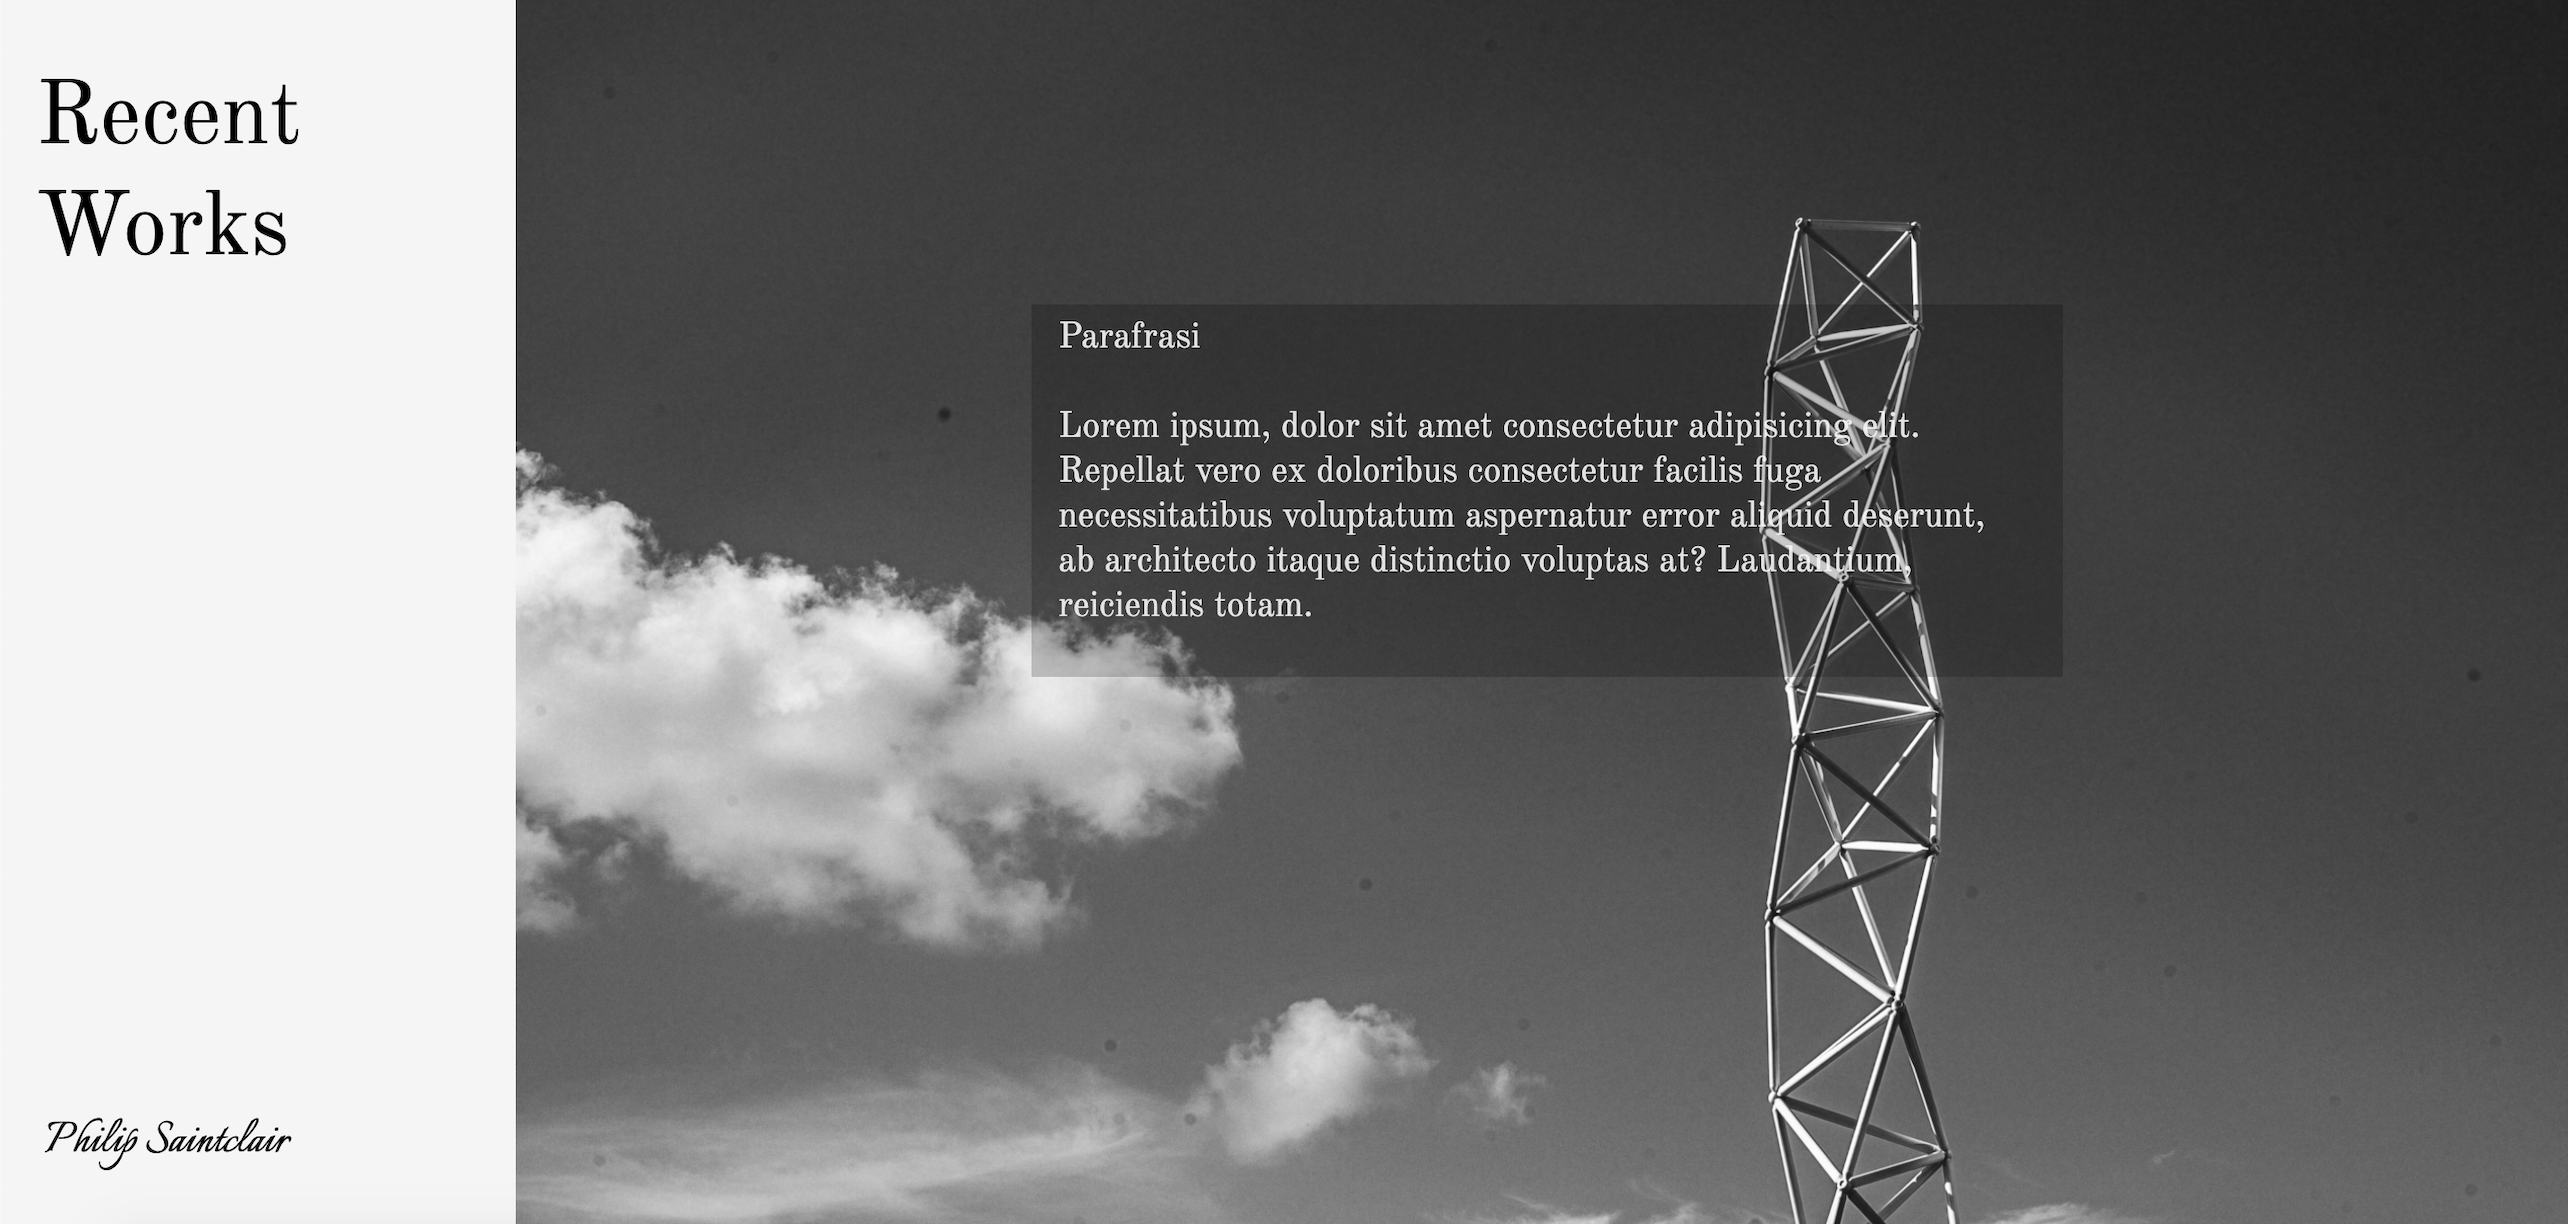 Recent
Works
Parafrasi
Lorem ipsum, dolor sit amet consectetur adipisicing elit.
Repellat vero ex doloribus consectetur facilis fuga
necessitatibus voluptatum aspernatur error aliquid deserunt,
ab architecto itaque distinctio voluptas at? Laudantium,
reiciendis totam.
Philip Saintclair